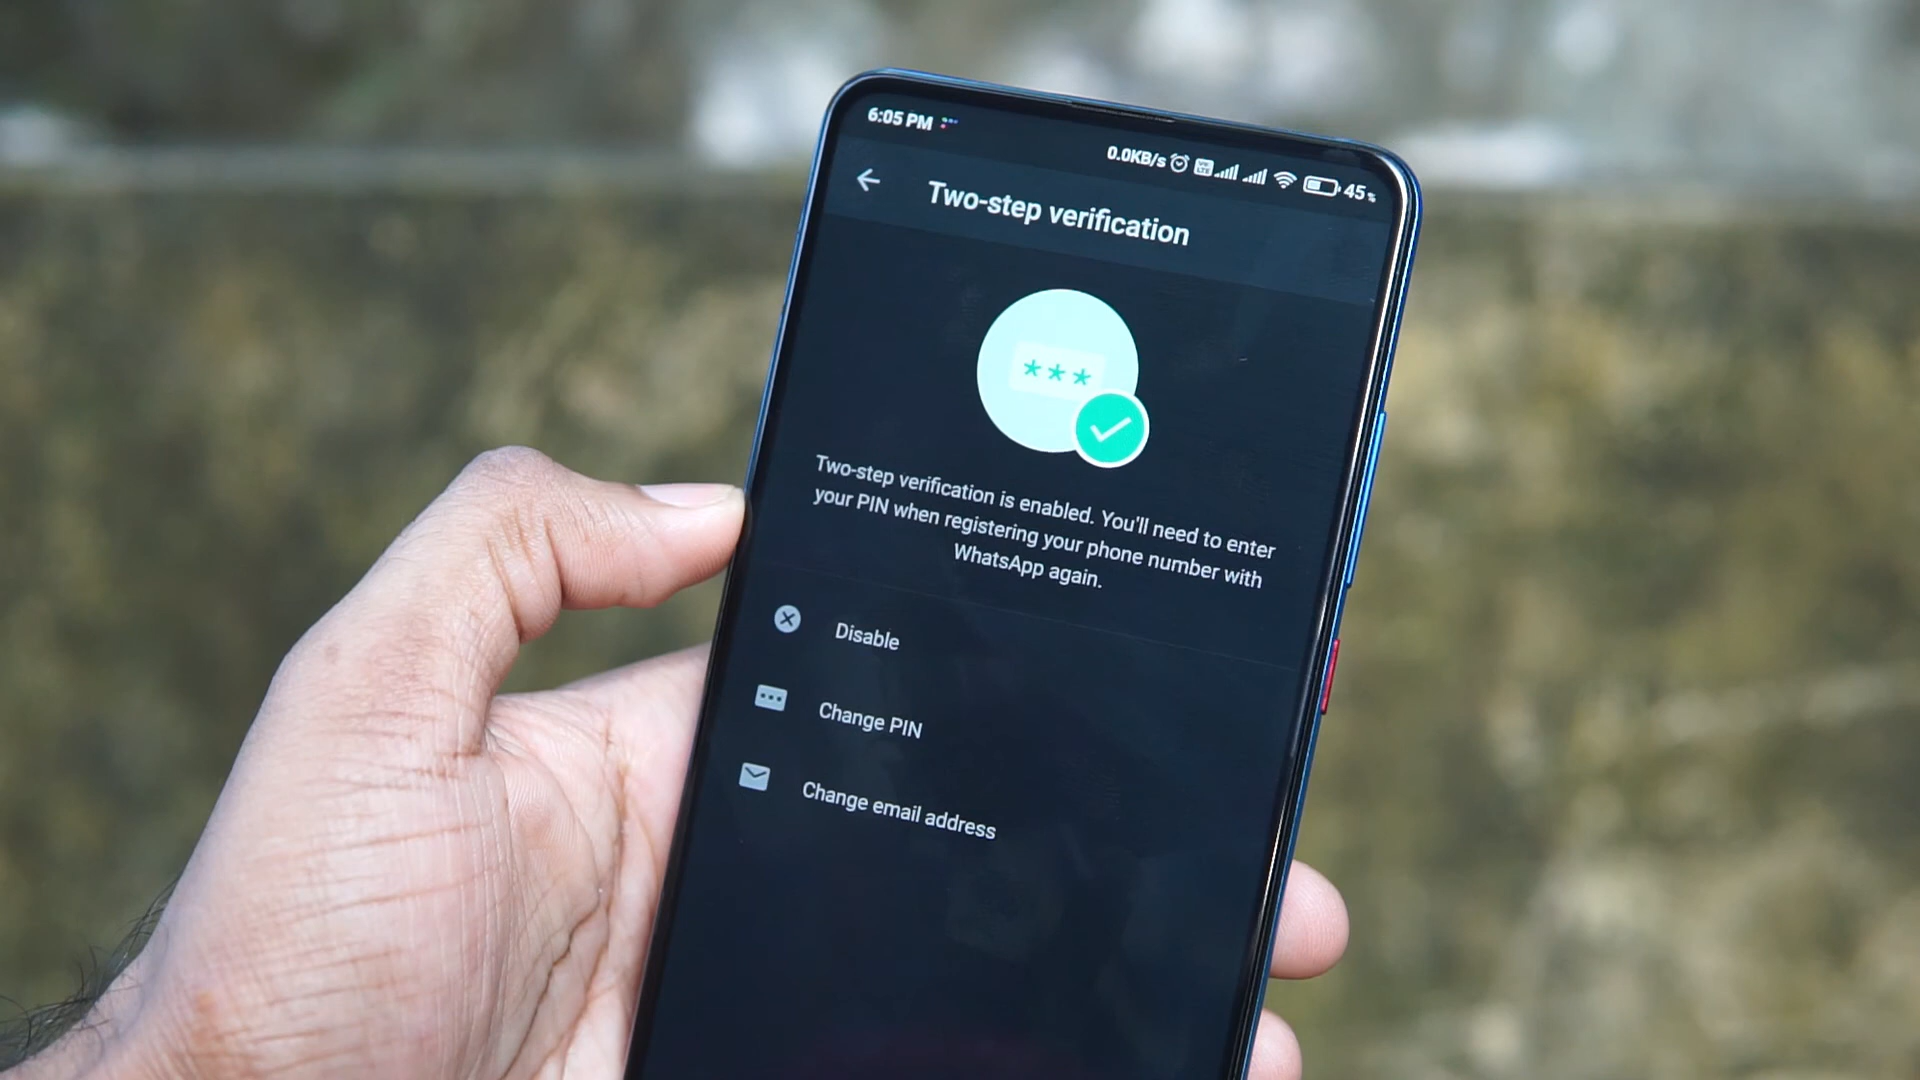 6:05 PM
0.0KB/s 45%
Two-step verification
***
Two-step verification is enabled. You'll need to enter
your PIN when registering your phone number with
WhatsApp again.
Disable
Change PIN
Change email address